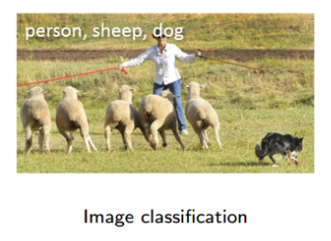 person, sheep, dog
Image classification